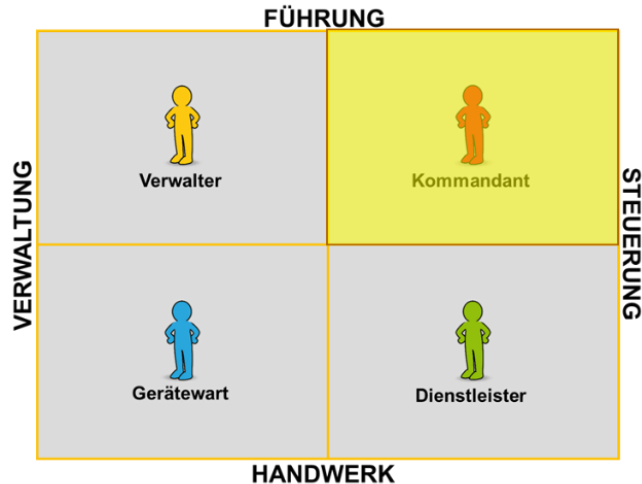 FÜHRUNG
VERWALTUNG
Verwalter
Kommandant
STEUERUNG
Gerätewart
Dienstleister
HANDWERK